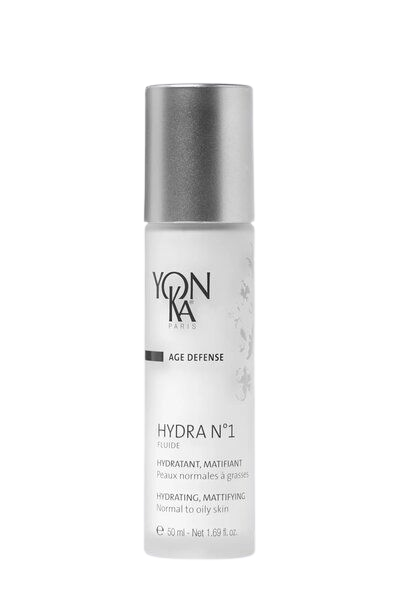 YON
KA®
PARIS
AGE DEFENSE
HYDRA N°1
FLUIDE
HYDRATANT, MATIFIANT
Peaux normales à grasses
HYDRATING, MATTIFYING
Normal to oily skin
℮ 50 ml - Net 1.69 fl. oz.